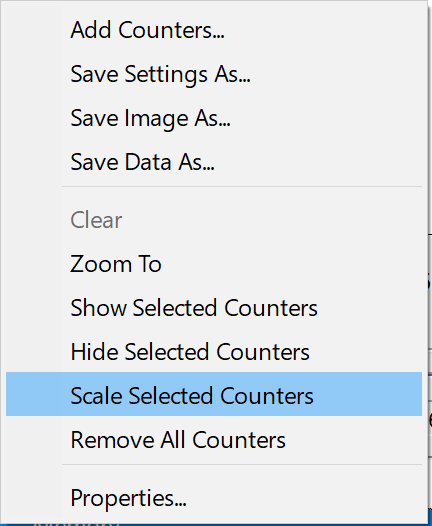 Add Counters...
Save Settings As...
Save Image As...
Save Data As...
Clear
Zoom To
Show Selected Counters
Hide Selected Counters
Scale Selected Counters
Remove All Counters
Properties...